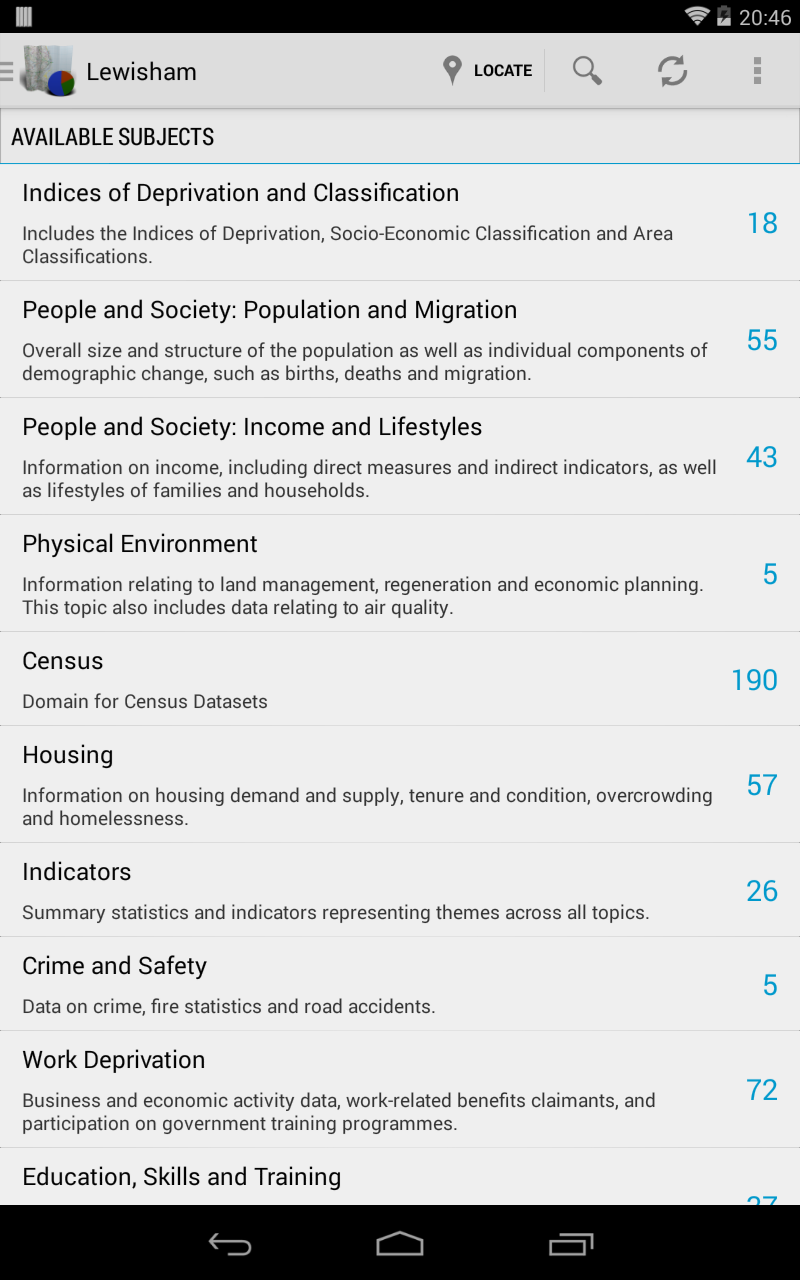 20:46
Lewisham
LOCATE
AVAILABLE SUBJECTS
Indices of Deprivation and Classification
Includes the Indices of Deprivation, Socio-Economic Classification and Area
Classifications.
18
People and Society: Population and Migration
Overall size and structure of the population as well as individual components of
demographic change, such as births, deaths and migration.
55
People and Society: Income and Lifestyles
Information on income, including direct measures and indirect indicators, as well
as lifestyles of families and households.
43
Physical Environment
Information relating to land management, regeneration and economic planning.
This topic also includes data relating to air quality.
5
Census
Domain for Census Datasets
190
Housing
Information on housing demand and supply, tenure and condition, overcrowding
and homelessness.
57
Indicators
Summary statistics and indicators representing themes across all topics.
26
Crime and Safety
Data on crime, fire statistics and road accidents.
5
Work Deprivation
Business and economic activity data, work-related benefits claimants, and
participation on government training programmes.
72
Education, Skills and Training